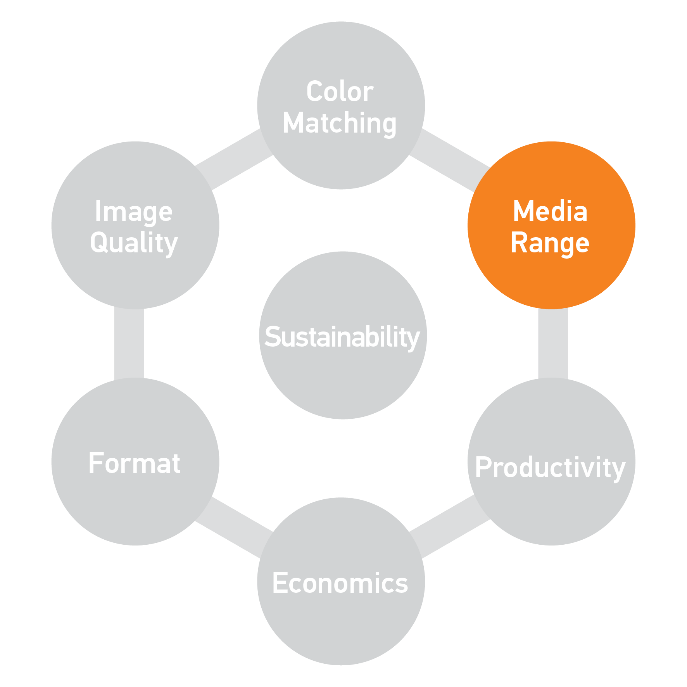 Color
Matching
Image
Quality
Media
Range
Sustainability
Format
Productivity
Economics